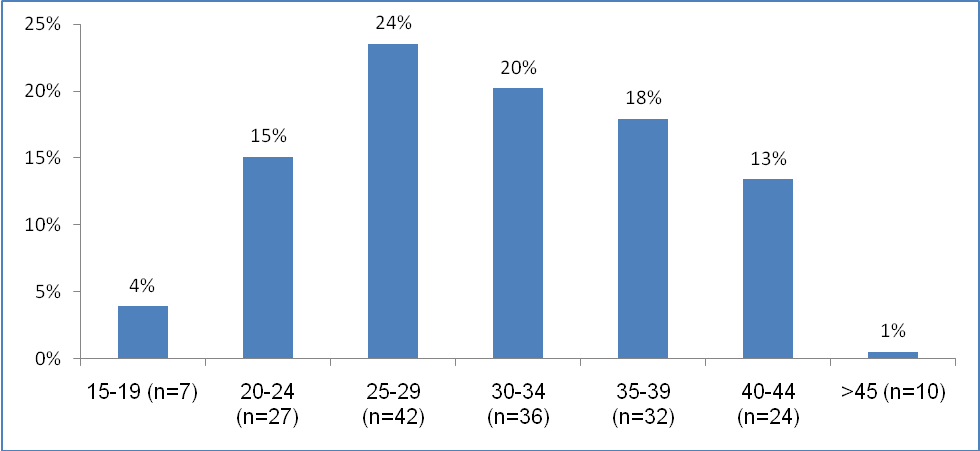 25%
20%
15%
10%
5%
0%
4%
15%
24%
20%
18%
13%
1%
15-19 (n=7)
20-24
(n=27)
25-29
(n=42)
30-34
(n=36)
35-39
(n=32)
40-44
(n=24)
>45 (n=10)